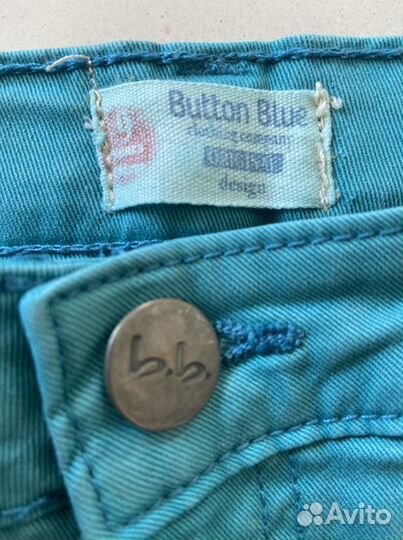 Button Blue
clothing company
design
b.b.
Avito